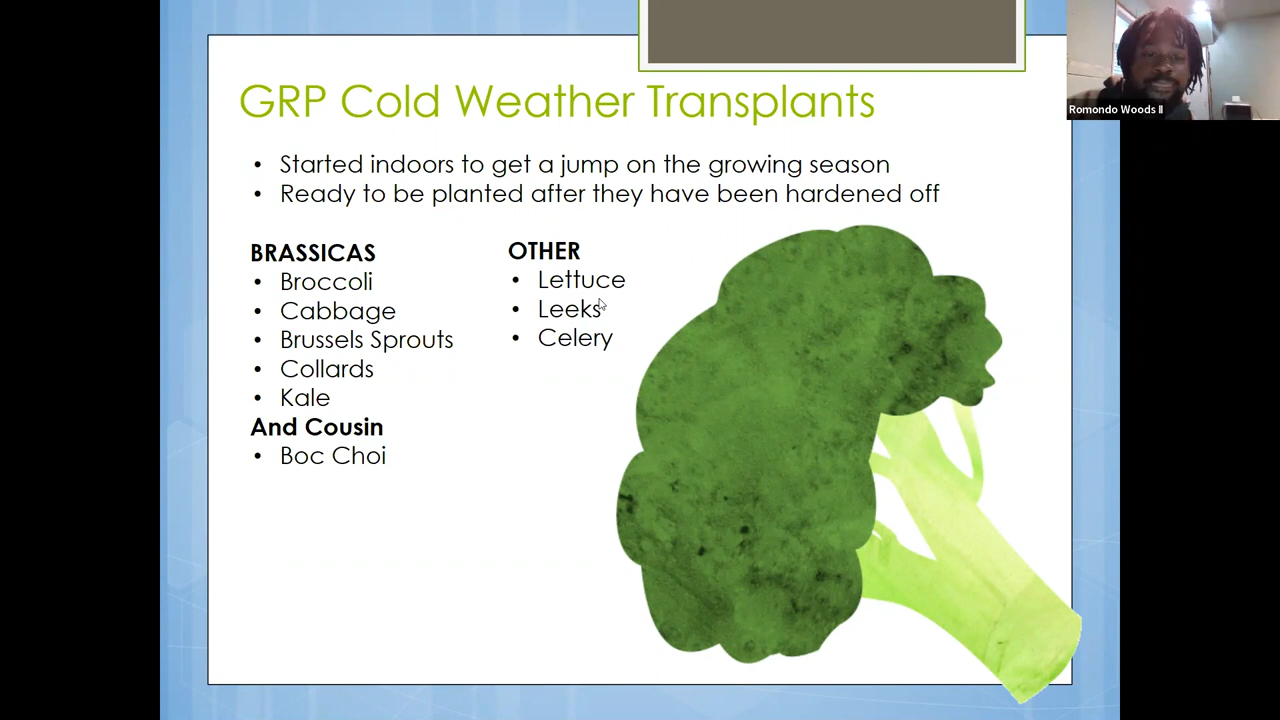 GRP Cold Weather Transplants
• Started indoors to get a jump on the growing season
• Ready to be planted after they have been hardened off
BRASSICAS
• Broccoli
• Cabbage
• Brussels Sprouts
• Collards
• Kale
And Cousin
• Boc Choi
OTHER
• Lettuce
• Leeks
• Celery
Romondo Woods II